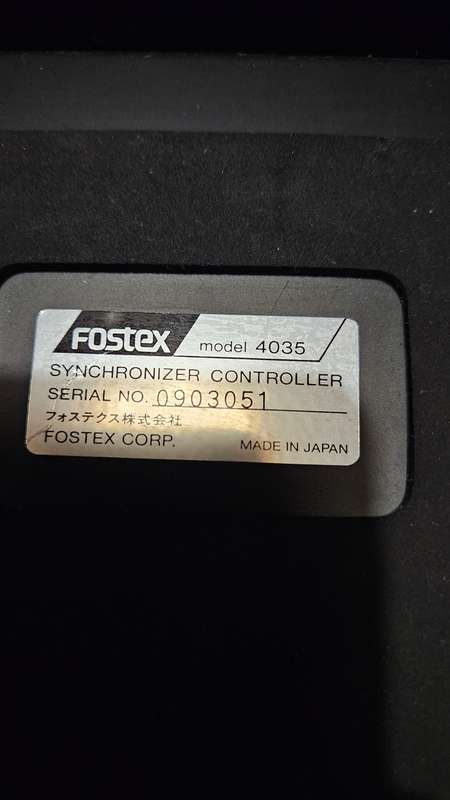 Fostex model 4035
SYNCHRONIZER CONTROLLER
SERIAL NO. 0903051
フォステクス株式会社
FOSTEX CORP. MADE IN JAPAN